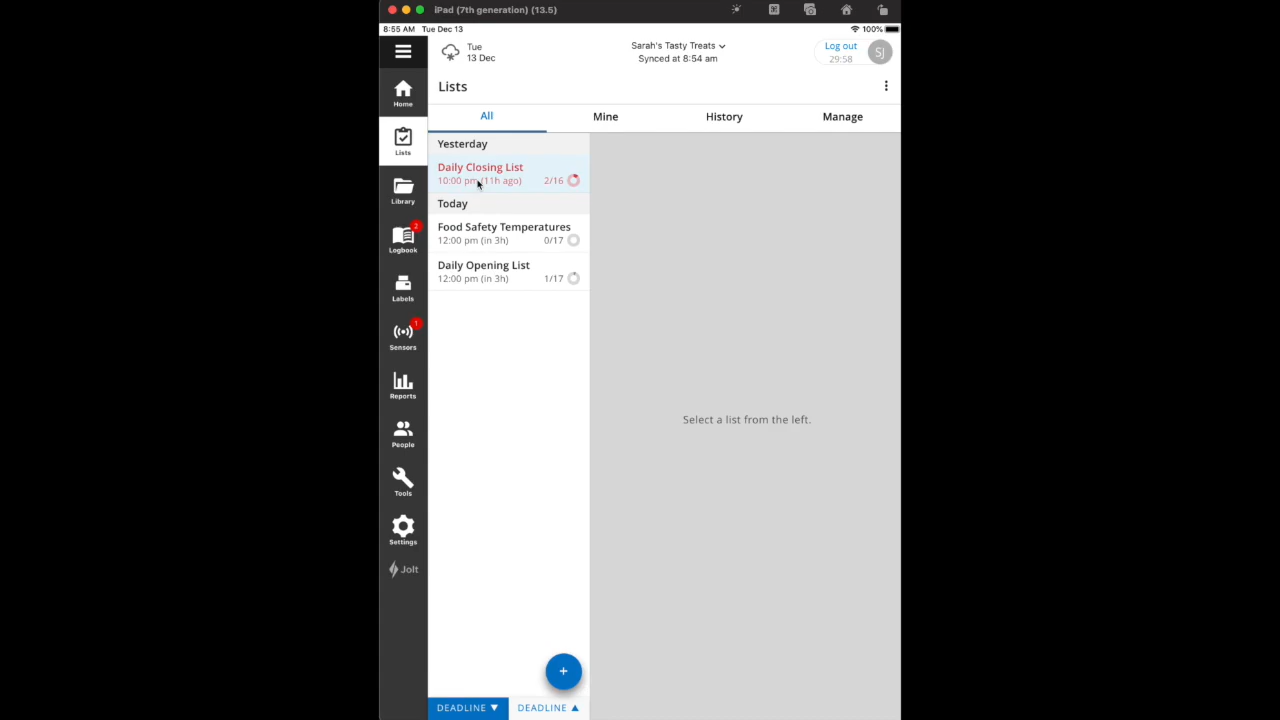 iPad (7th generation) (13.5)
8:55 AM Tue Dec 13
100%
Tue
13 Dec
Sarah's Tasty Treats
Synced at 8:54 am
Log out
29:58
SJ
Lists
All
Mine
History
Manage
Home
Lists
Library
2
Logbook
Labels
1
Sensors
Reports
People
Tools
Settings
Jolt
Yesterday
Daily Closing List
10:00 pm (11h ago) 2/16
Today
Food Safety Temperatures
12:00 pm (in 3h) 0/17
Daily Opening List
12:00 pm (in 3h) 1/17
Select a list from the left.
+
DEADLINE ▼
DEADLINE ▲